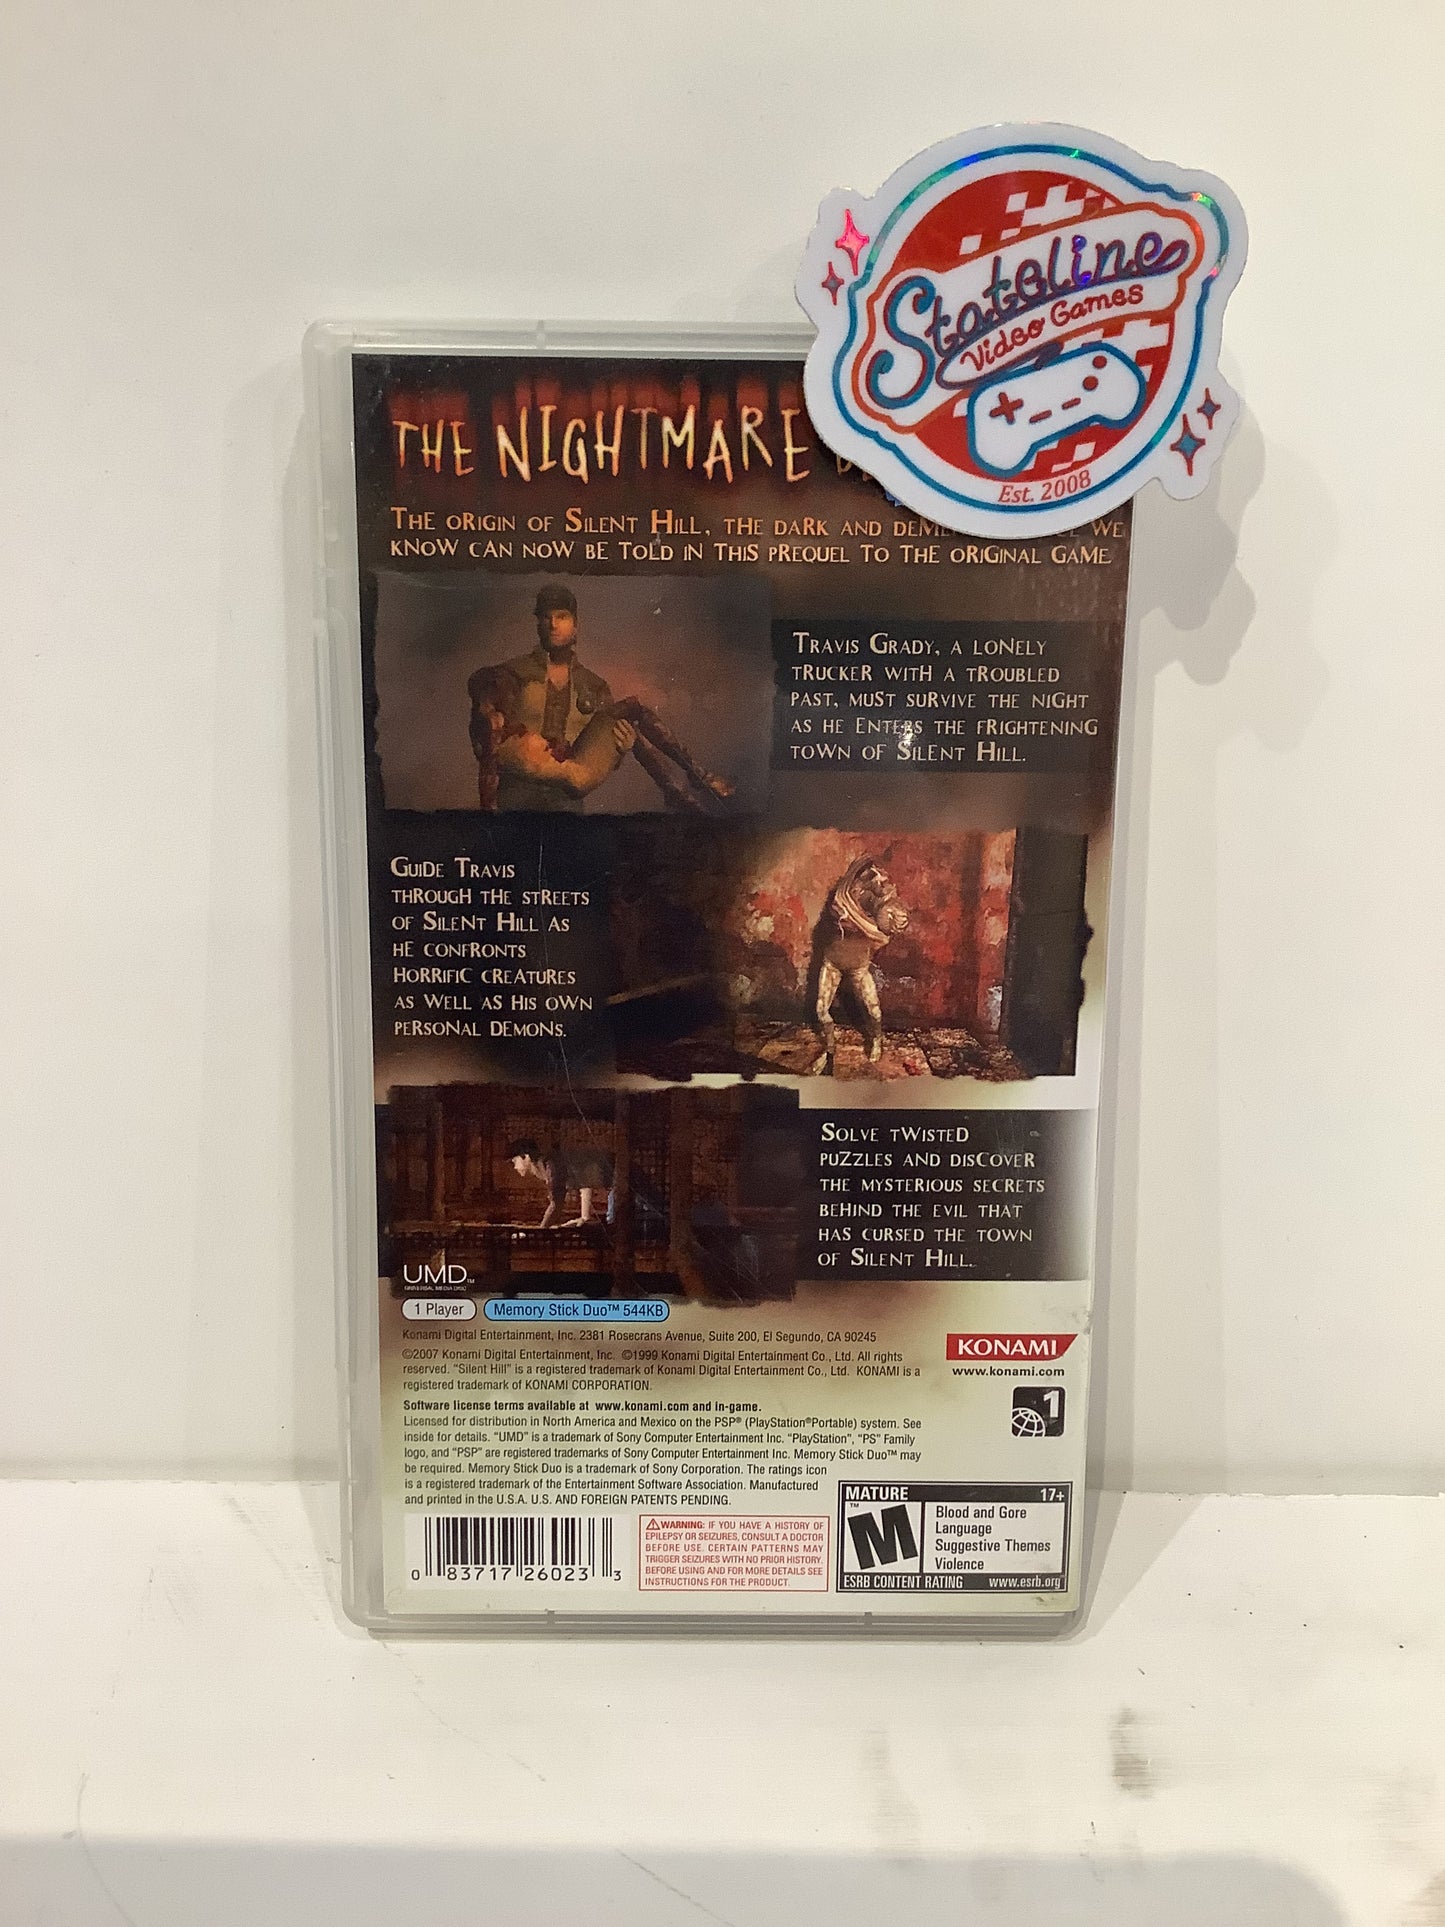 Stateline
Video Games
Est. 2008
THE NIGHTMARE
THE ORIGIN OF SILENT HILL, THE DARK AND WE
KNOW CAN NOW BE TOLD IN THIS PREQUEL TO THE ORIGINAL GAME
TRAVIS GRADY, A LONELY
TRUCKER WITH A TROUBLED
PAST, MUST SURVIVE THE NIGHT
AS HE ENTERS THE FRIGHTENING
TOWN OF SILENT HILL.
GUIDE TRAVIS
THROUGH THE STREETS
OF SILENT HILL AS
HE CONFRONTS
HORRIFIC CREATURES
AS WELL AS HIS OWN
PERSONAL DEMONS.
SOLVE TWISTED
PUZZLES AND DISCOVER
THE MYSTERIOUS SECRETS
BEHIND THE EVIL THAT
HAS CURSED THE TOWN
OF SILENT HILL.
UMD™
UNIVERSAL MEDIA DISC
1 Player Memory Stick Duo™ 544KB
Konami Digital Entertainment, Inc. 2381 Rosecrans Avenue, Suite 200, El Segundo, CA 90245
©2007 Konami Digital Entertainment, Inc. ©1999 Konami Digital Entertainment Co., Ltd. All rights
reserved. "Silent Hill" is a registered trademark of Konami Digital Entertainment Co., Ltd. KONAMI is a
registered trademark of KONAMI CORPORATION.
KONAMI
www.konami.com
1
Software license terms available at www.konami.com and in-game.
Licensed for distribution in North America and Mexico on the PSP® (PlayStation®Portable) system. See
inside for details. "UMD" is a trademark of Sony Computer Entertainment Inc. "PlayStation", "PS" Family
logo, and "PSP" are registered trademarks of Sony Computer Entertainment Inc. Memory Stick Duo™ may
be required. Memory Stick Duo is a trademark of Sony Corporation. The ratings icon
is a registered trademark of the Entertainment Software Association. Manufactured
and printed in the U.S.A. U.S. AND FOREIGN PATENTS PENDING.
0 83717 26023 3
WARNING: IF YOU HAVE A HISTORY OF
EPILEPSY OR SEIZURES, CONSULT A DOCTOR
BEFORE USE. CERTAIN PATTERNS MAY
TRIGGER SEIZURES WITH NO PRIOR HISTORY.
BEFORE USING AND FOR MORE DETAILS SEE
INSTRUCTIONS FOR THE PRODUCT.
MATURE 17+
M™
Blood and Gore
Language
Suggestive Themes
Violence
ESRB CONTENT RATING www.esrb.org